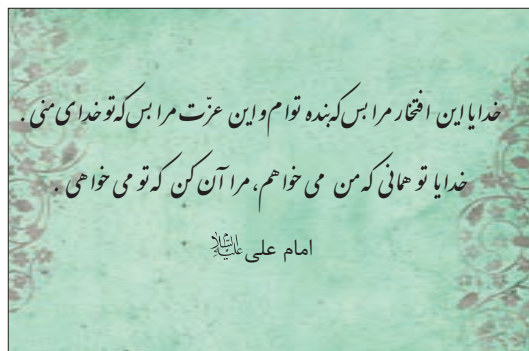 خدایا این افتخار مرا بس که بنده توام و این عزّت مرا بس که تو خدای منی .
خدایا تو همانی که من می خواهم، مرا آن کن که تو می خواهی .
امام علی علیه السلام